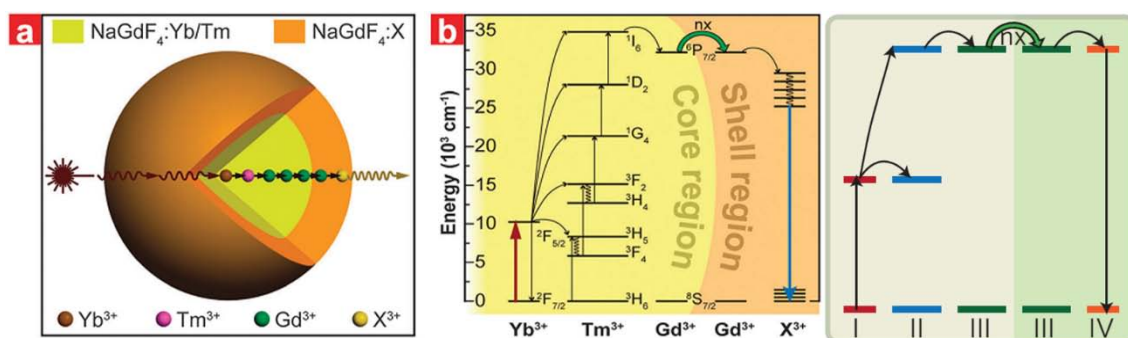 a
NaGdF₄:Yb/Tm
NaGdF₄:X
Yb³⁺
Tm³⁺
Gd³⁺
X³⁺
b
Energy (10³ cm⁻¹)
35
30
25
20
15
10
5
0
nx
¹I₆
⁶P₇/₂
¹D₂
¹G₄
³F₂
³H₄
³H₅
³F₄
²F₅/₂
²F₇/₂
³H₆
⁸S₇/₂
Core region
Shell region
Yb³⁺
Tm³⁺
Gd³⁺
Gd³⁺
X³⁺
nx
I
II
III
III
IV